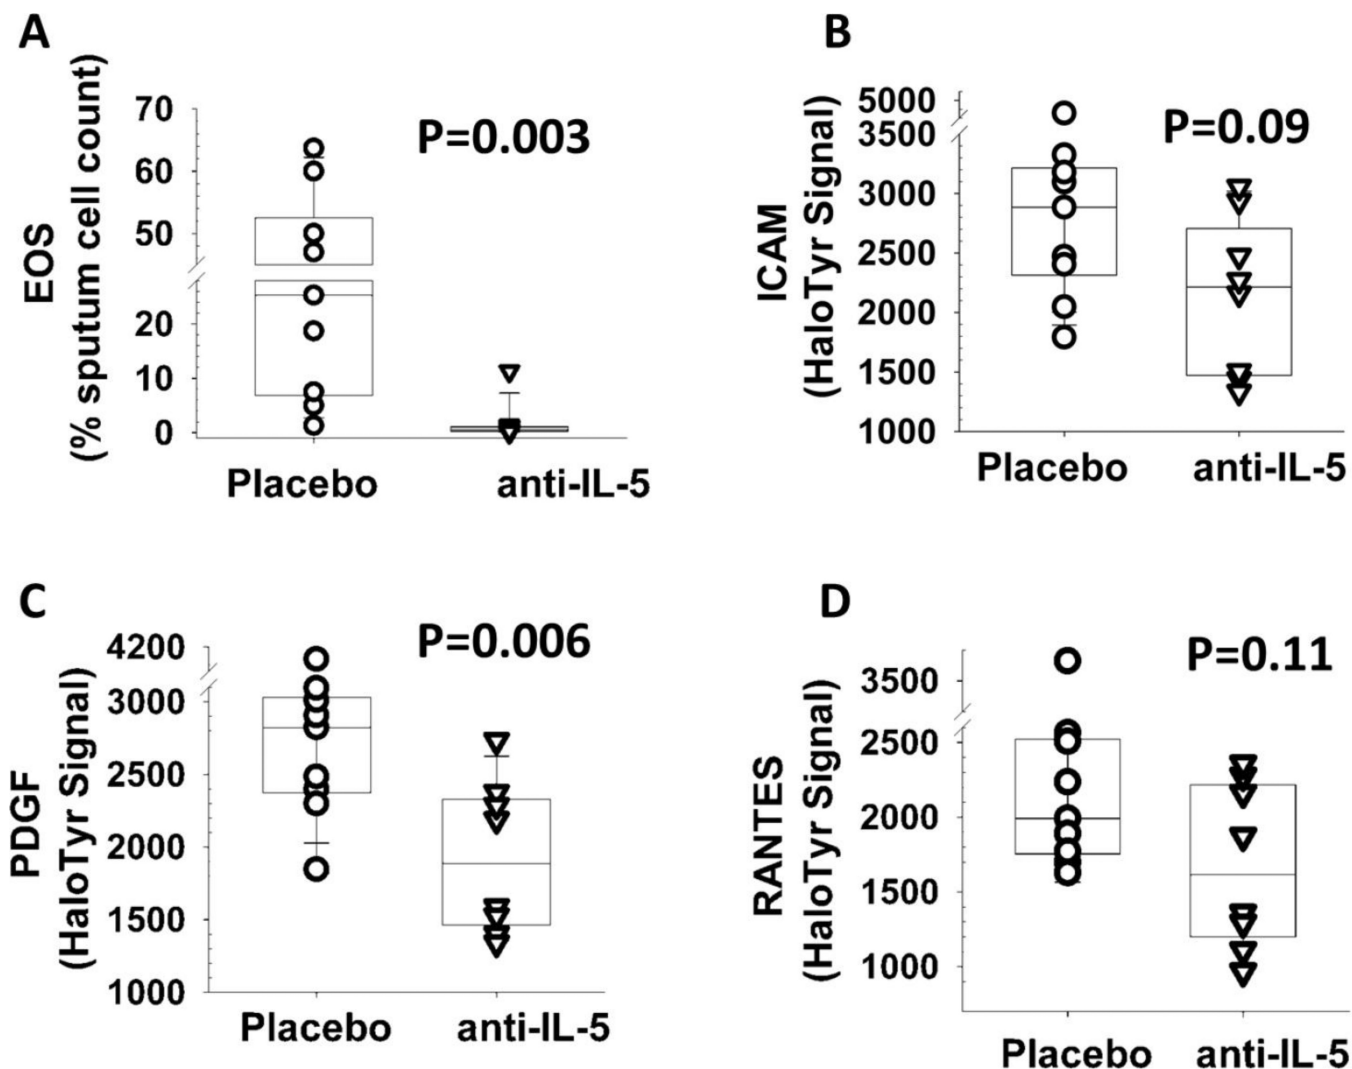 A
EOS
(% sputum cell count)
70
60
50
20
10
0
P=0.003
Placebo
anti-IL-5
B
ICAM
(HaloTyr Signal)
5000
3500
3000
2500
2000
1500
1000
P=0.09
Placebo
anti-IL-5
C
PDGF
(HaloTyr Signal)
4200
3000
2500
2000
1500
1000
P=0.006
Placebo
anti-IL-5
D
RANTES
(HaloTyr Signal)
3500
2500
2000
1500
1000
P=0.11
Placebo
anti-IL-5